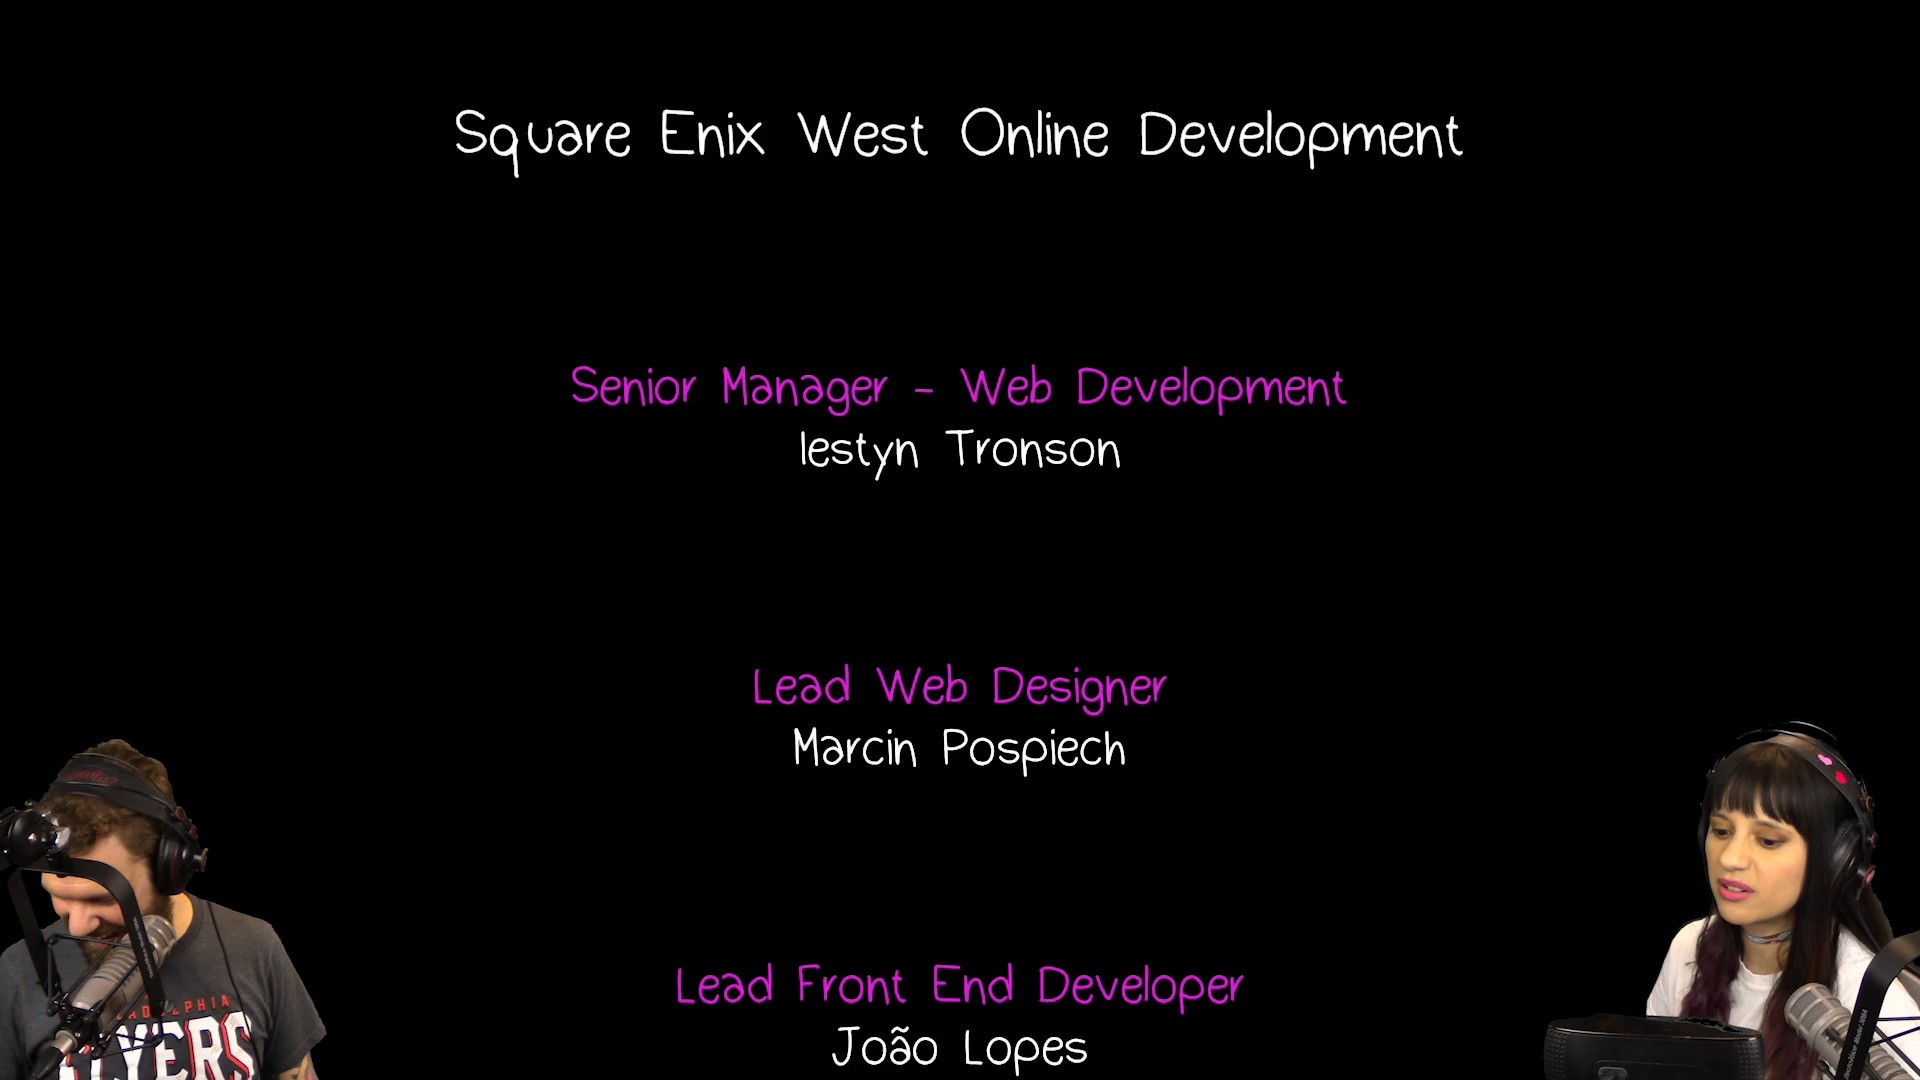 Square Enix West Online Development
Senior Manager - Web Development
Iestyn Tronson
Lead Web Designer
Marcin Pospiech
Lead Front End Developer
João Lopes